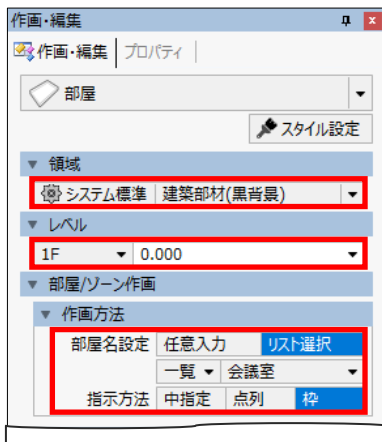 作画・編集
作画・編集 プロパティ
部屋
スタイル設定
領域
システム標準 建築部材(黒背景)
レベル
1F 0.000
部屋/ゾーン作画
作画方法
部屋名設定 任意入力 リスト選択
一覧 会議室
指示方法 中指定 点列 枠